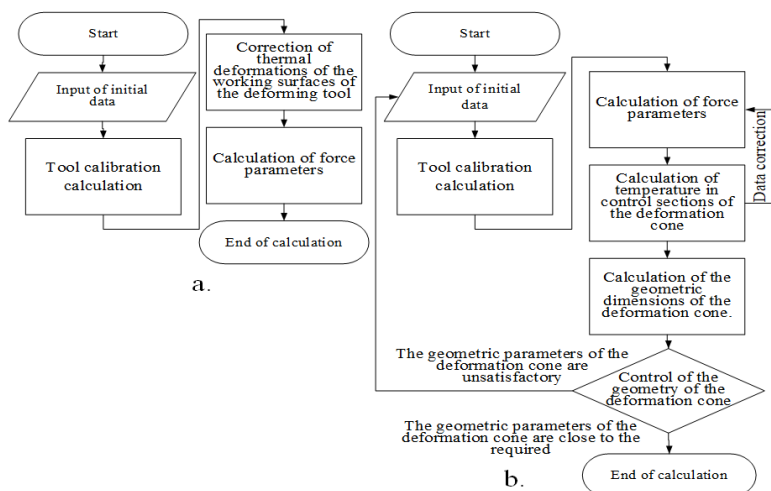 Start
Input of initial
data
Tool calibration
calculation
Correction of
thermal
deformations of the
working surfaces of
the deforming tool
Calculation of force
parameters
End of calculation
a.
Start
Input of initial
data
Tool calibration
calculation
Calculation of force
parameters
Data correction
Calculation of
temperature in
control sections of
the deformation
cone
Calculation of the
geometric
dimensions of the
deformation cone.
The geometric parameters of the
deformation cone are
unsatisfactory
Control of the
geometry of the
deformation cone
The geometric parameters of the
deformation cone are close to the
required
End of calculation
b.